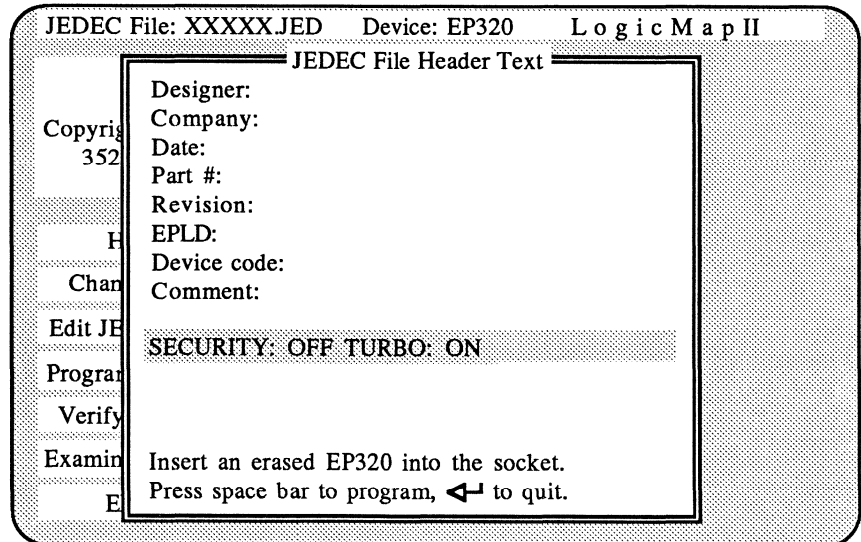 JEDEC File: XXXXX.JED Device: EP320 L o g i c M a p II
JEDEC File Header Text
Designer:
Company:
Copyrig
Date:
352
Part #:
Revision:
EPLD:
H
Device code:
Chan
Comment:
Edit JE
SECURITY: OFF TURBO: ON
Program
Verify
Examin
Insert an erased EP320 into the socket.
Press space bar to program, ↵ to quit.
E